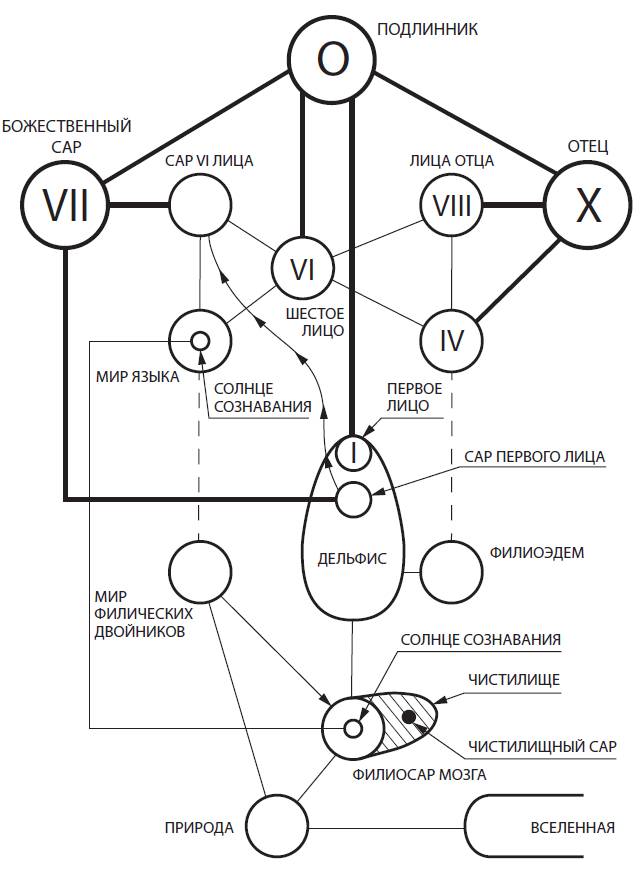 ПОДЛИННИК
O
БОЖЕСТВЕННЫЙ
САР
САР VI ЛИЦА
ЛИЦА ОТЦА
ОТЕЦ
VII
VIII
X
VI
ШЕСТОЕ
ЛИЦО
IV
МИР ЯЗЫКА
СОЛНЦЕ
СОЗНАВАНИЯ
ПЕРВОЕ
ЛИЦО
I
САР ПЕРВОГО ЛИЦА
ДЕЛЬФИС
ФИЛИОЭДЕМ
МИР
ФИЛИЧЕСКИХ
ДВОЙНИКОВ
СОЛНЦЕ СОЗНАВАНИЯ
ЧИСТИЛИЩЕ
ЧИСТИЛИЩНЫЙ САР
ФИЛИОСАР МОЗГА
ПРИРОДА
ВСЕЛЕННАЯ